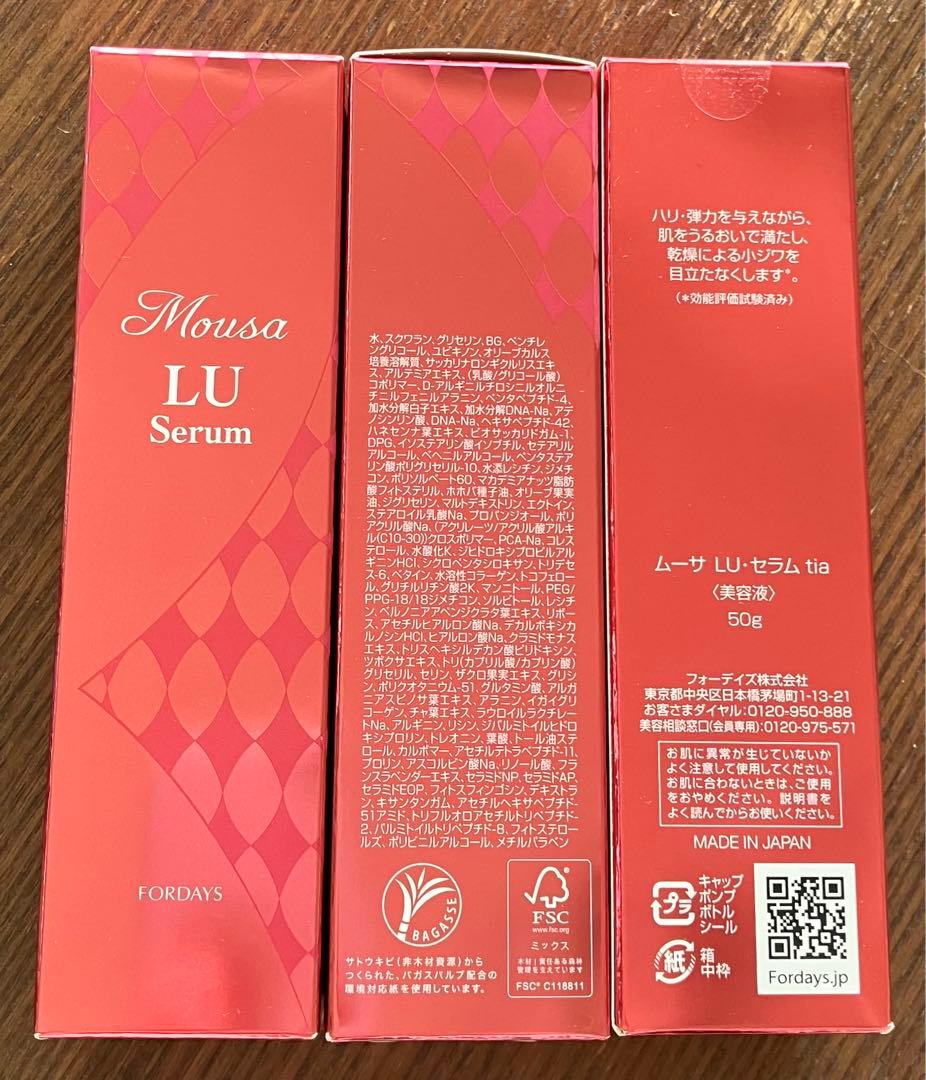 Mousa
LU
Serum
FORDAYS
水、スクワラン、グリセリン、BG、ペンチレ
ングリコール、ユビキノン、オリーブカルス
培養溶解質、サッカリナロンギクルリスエキ
ス、アルテミアエキス、(乳酸/グリコール酸)
コポリマー、D-アルギニルチロシニルオルニ
チニルフェニルアラニン、ペンタペプチド-4、
加水分解白子エキス、加水分解DNA-Na、アデ
ノシンリン酸、DNA-Na、ヘキサペプチド-42、
ハネセンナ葉エキス、ビオサッカリドガム-1、
DPG、イソステアリン酸イソプチル、セテアリル
アルコール、ベヘニルアルコール、ペンタステア
リン酸ポリグリセリル-10、水添レシチン、ジメチ
コン、ポリソルベート60、マカデミアナッツ脂肪
酸フィトステリル、ホホバ種子油、オリーブ果実
油、ジグリセリン、マルトデキストリン、エクトイン、
ステアロイル乳酸Na、プロパンジオール、ポリ
アクリル酸Na、(アクリレーツ/アクリル酸アルキ
ル(C10-30))クロスポリマー、PCA-Na、コレス
テロール、水酸化K、ジヒドロキシプロピルアル
ギニンHCl、シクロペンタシロキサン、トリデセ
ス-6、ベタイン、水溶性コラーゲン、トコフェロー
ル、グリチルリチン酸2K、マンニトール、PEG/
PPG-18/18ジメチコン、ソルビトール、レシチ
ン、ベルノニアアペンジクラタ葉エキス、リボー
ス、アセチルヒアルロン酸Na、デカルボキシカ
ルノシンHCl、ヒアルロン酸Na、クラミドモナス
エキス、トリスヘキシルデカン酸ピリドキシン、
ツボクサエキス、トリ(カプリル酸/カプリン酸)
グリセリル、セリン、ザクロ果実エキス、グリシ
ン、ポリクオタニウム-51、グルタミン酸、アルガ
ニアスピノサ葉エキス、アラニン、イガイグリ
コーゲン、チャ葉エキス、ラウロイルラクチレー
トNa、アルギニン、リシン、ジパルミトイルヒドロ
キシプロリン、トレオニン、葉酸、トール油ステ
ロール、カルボマー、アセチルテトラペプチド-11、
プロリン、アスコルビン酸Na、リノール酸、フラ
ンスラベンダーエキス、セラミドNP、セラミドAP、
セラミドEOP、フィトスフィンゴシン、デキストラ
ン、キサンタンガム、アセチルヘキサペプチド-
51アミド、トリフルオロアセチルトリペプチド-
2、パルミトイルトリペプチド-8、フィトステロー
ルズ、ポリビニルアルコール、メチルパラベン
BAGASSE
サトウキビ(非木材資源)から
つくられた、バガスパルプ配合の
環境対応紙を使用しています。
FSC
www.fsc.org
ミックス
木材|責任ある森林
管理を支えています
FSC® C118811
ハリ・弾力を与えながら、
肌をうるおいで満たし、
乾燥による小ジワを
目立たなくします*。
(*効能評価試験済み)
ムーサ LU・セラム tia
〈美容液〉
50g
フォーデイズ株式会社
東京都中央区日本橋茅場町1-13-21
お客さまダイヤル:0120-950-888
美容相談窓口(会員専用):0120-975-571
お肌に異常が生じていないか
よく注意して使用してください。
お肌に合わないときは、ご使用
をおやめください。説明書を
よく読んでからお使いください。
MADE IN JAPAN
プラ
キャップ
ポンプ
ボトル
シール
紙
箱
中枠
Fordays.jp